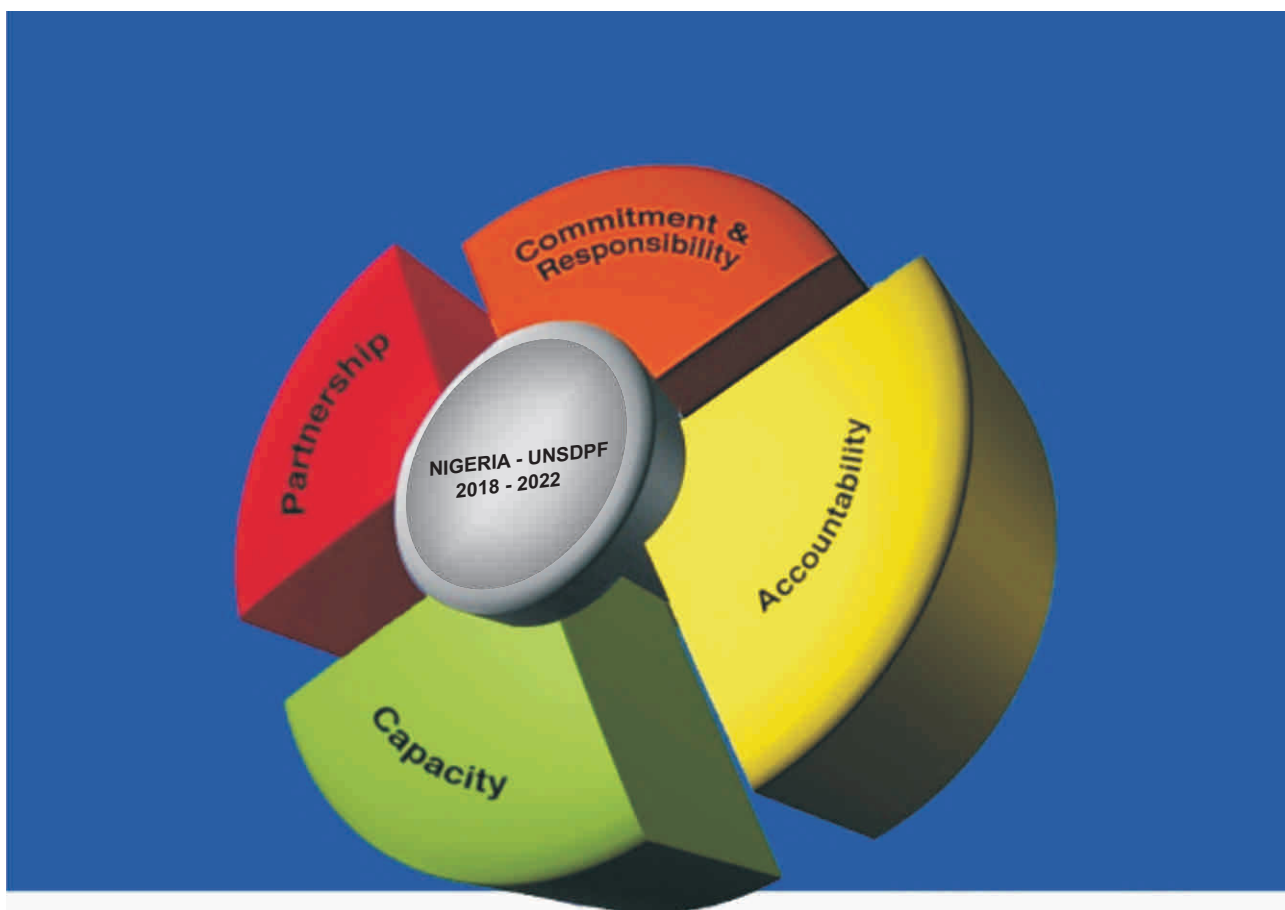 Commitment &
Responsibility
Partnership
NIGERIA - UNSDPF
2018 - 2022
Accountability
Capacity